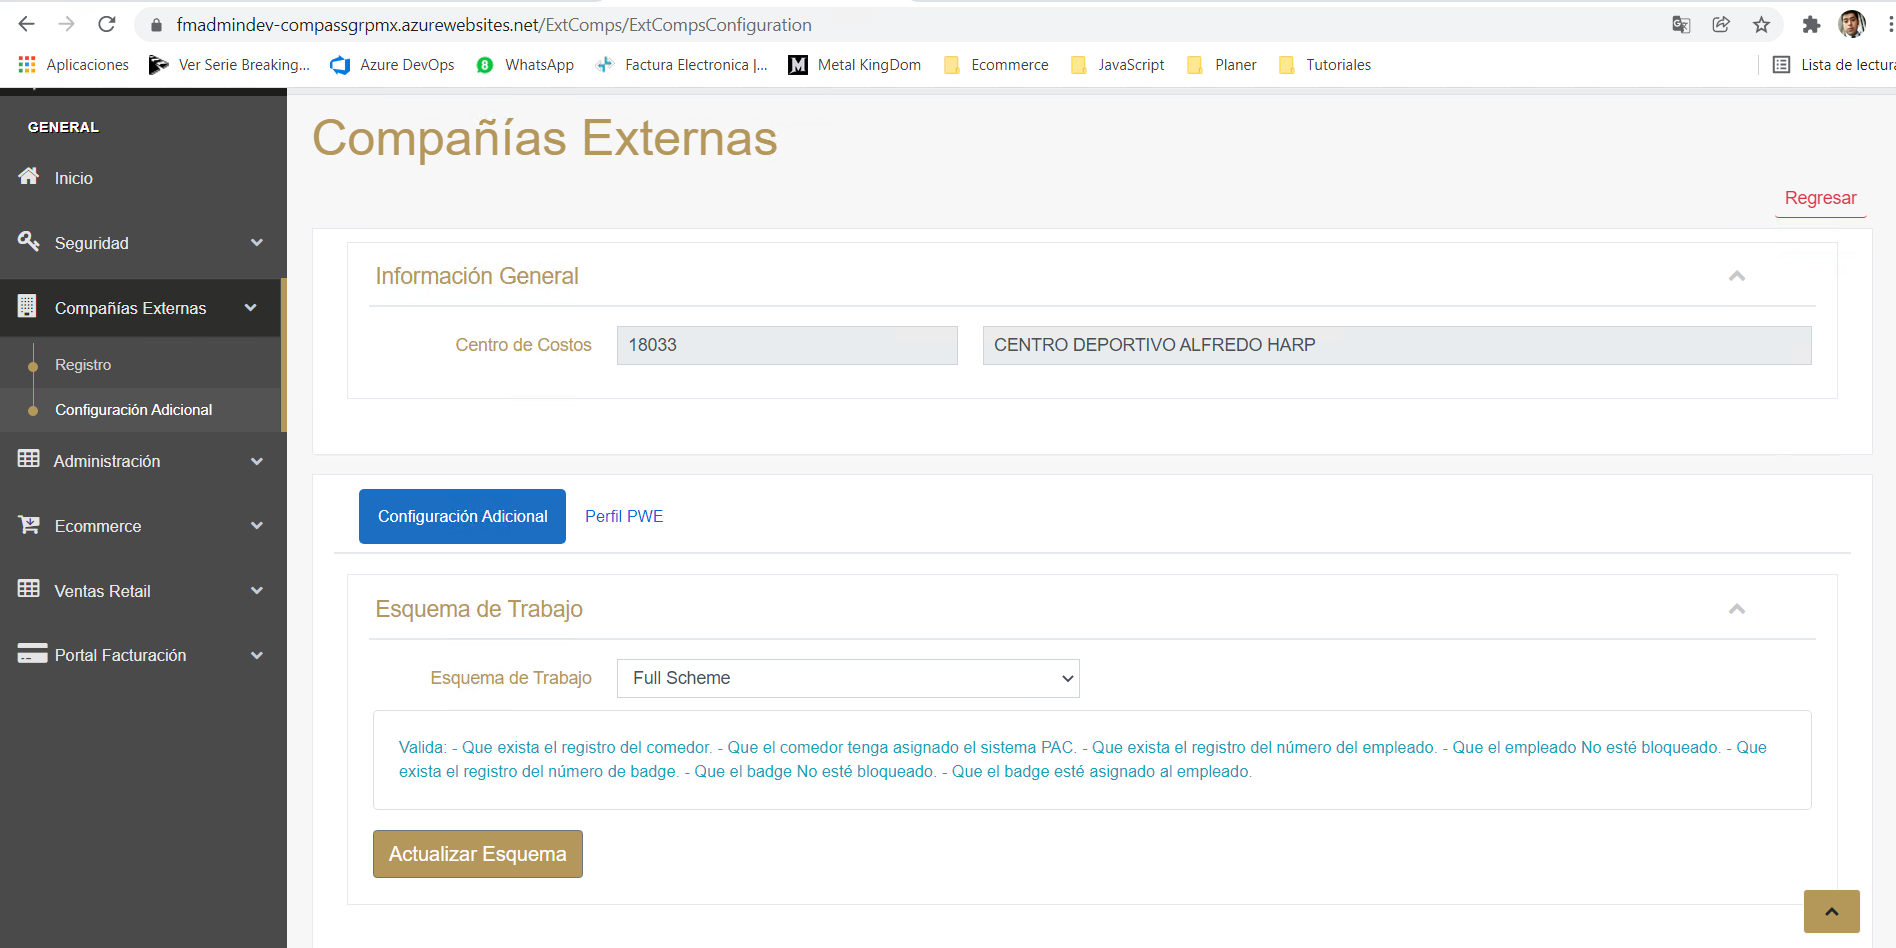 fmadmindev-compassgrpmx.azurewebsites.net/ExtComps/ExtCompsConfiguration
Aplicaciones
Ver Serie Breaking...
Azure DevOps
8
WhatsApp
Factura Electronica |...
M
Metal KingDom
Ecommerce
JavaScript
Planer
Tutoriales
Lista de lectura
GENERAL
Inicio
Seguridad
Compañías Externas
Registro
Configuración Adicional
Administración
Ecommerce
Ventas Retail
Portal Facturación
Compañías Externas
Regresar
Información General
Centro de Costos
18033
CENTRO DEPORTIVO ALFREDO HARP
Configuración Adicional
Perfil PWE
Esquema de Trabajo
Esquema de Trabajo
Full Scheme
Valida: - Que exista el registro del comedor. - Que el comedor tenga asignado el sistema PAC. - Que exista el registro del número del empleado. - Que el empleado No esté bloqueado. - Que
exista el registro del número de badge. - Que el badge No esté bloqueado. - Que el badge esté asignado al empleado.
Actualizar Esquema